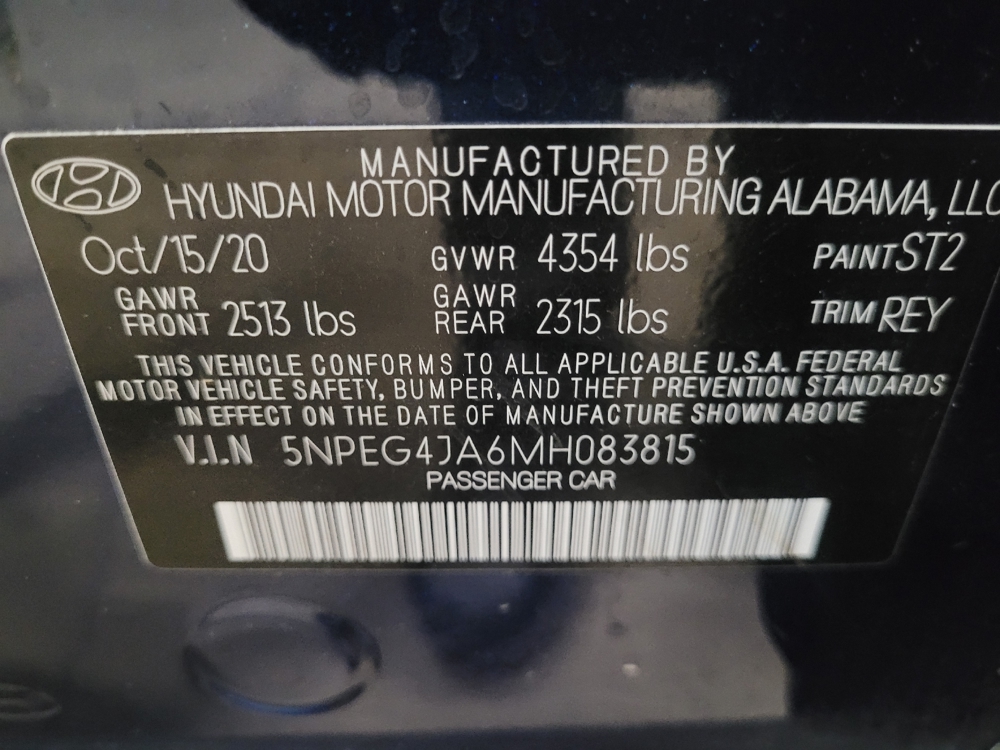 MANUFACTURED BY
HYUNDAI MOTOR MANUFACTURING ALABAMA, LLC
Oct/15/20 GVWR 4354 lbs PAINT ST2
GAWR FRONT 2513 lbs GAWR REAR 2315 lbs TRIM REY
THIS VEHICLE CONFORMS TO ALL APPLICABLE U.S.A. FEDERAL
MOTOR VEHICLE SAFETY, BUMPER, AND THEFT PREVENTION STANDARDS
IN EFFECT ON THE DATE OF MANUFACTURE SHOWN ABOVE
V.I.N 5NPEG4JA6MH083815
PASSENGER CAR